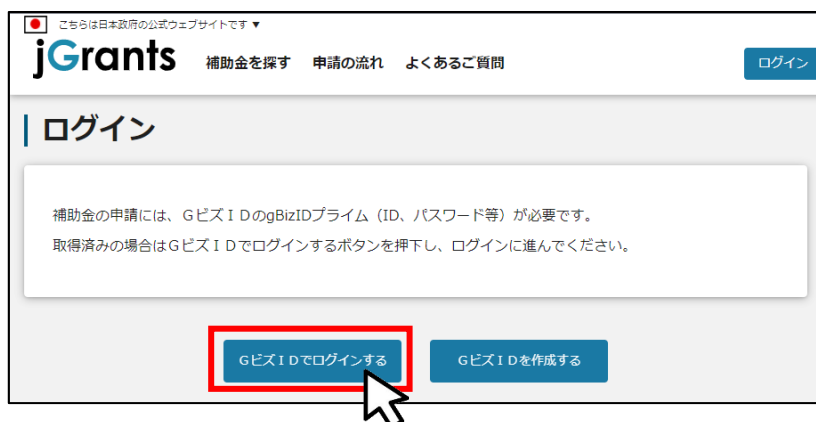 こちらは日本政府の公式ウェブサイトです ▼
jGrants 補助金を探す 申請の流れ よくあるご質問 ログイン
ログイン
補助金の申請には、GビズIDのgBizIDプライム（ID、パスワード等）が必要です。
取得済みの場合はGビズIDでログインするボタンを押下し、ログインに進んでください。
GビズIDでログインする GビズIDを作成する